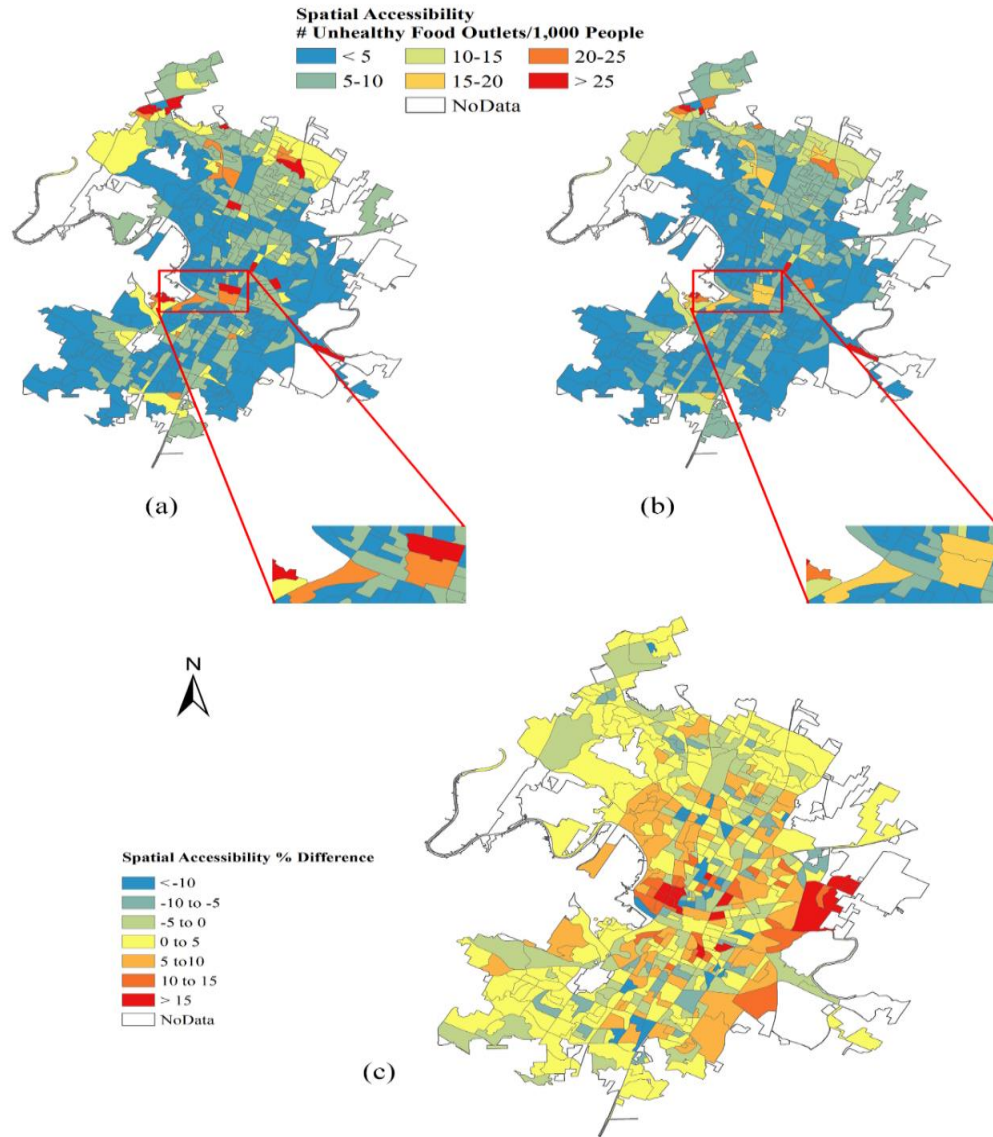 Spatial Accessibility
# Unhealthy Food Outlets/1,000 People
< 5 10-15 20-25
5-10 15-20 > 25
NoData
(a)
(b)
N
Spatial Accessibility % Difference
<-10
-10 to -5
-5 to 0
0 to 5
5 to10
10 to 15
> 15
NoData
(c)